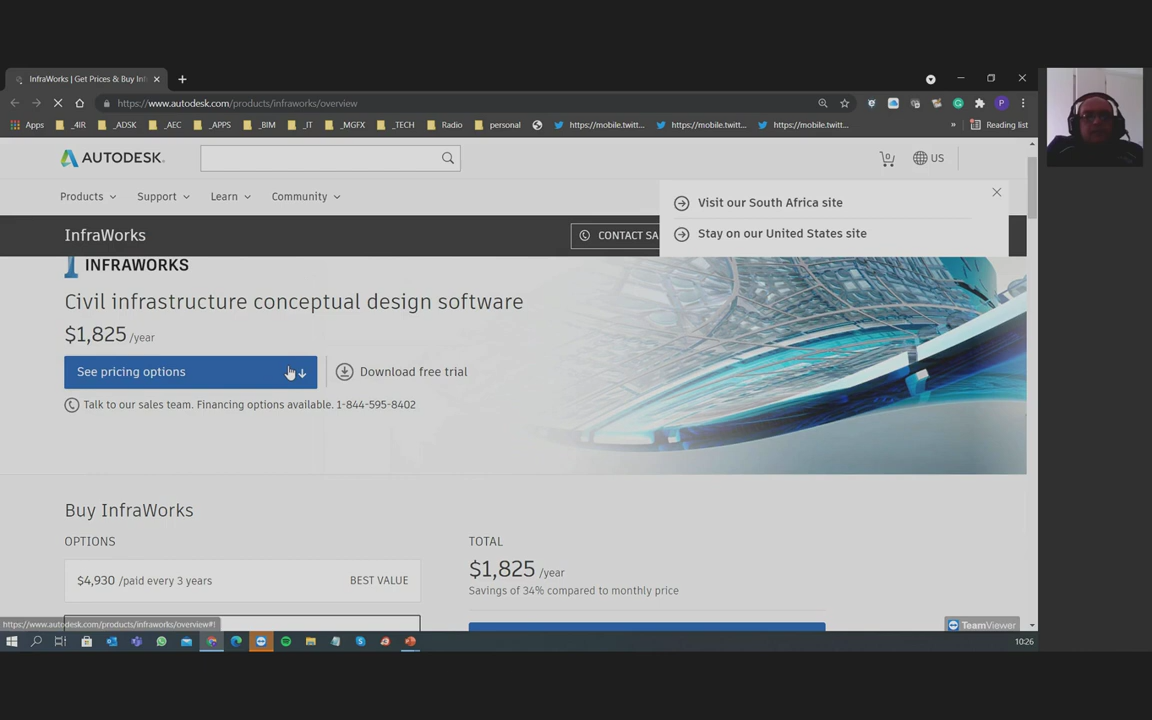 InfraWorks | Get Prices & Buy Inf
https://www.autodesk.com/products/infraworks/overview
Apps _4IR _ADSK _AEC _APPS _BIM _IT _MGFX _TECH Radio personal https://mobile.twitt... https://mobile.twitt... https://mobile.twitt... » Reading list
AUTODESK. 0 US
Products Support Learn Community
Visit our South Africa site
Stay on our United States site
InfraWorks CONTACT SA
INFRAWORKS
Civil infrastructure conceptual design software
$1,825 /year
See pricing options Download free trial
Talk to our sales team. Financing options available. 1-844-595-8402
Buy InfraWorks
OPTIONS TOTAL
$4,930 /paid every 3 years BEST VALUE
$1,825 /year
Savings of 34% compared to monthly price
https://www.autodesk.com/products/infraworks/overview#
TeamViewer
10:26